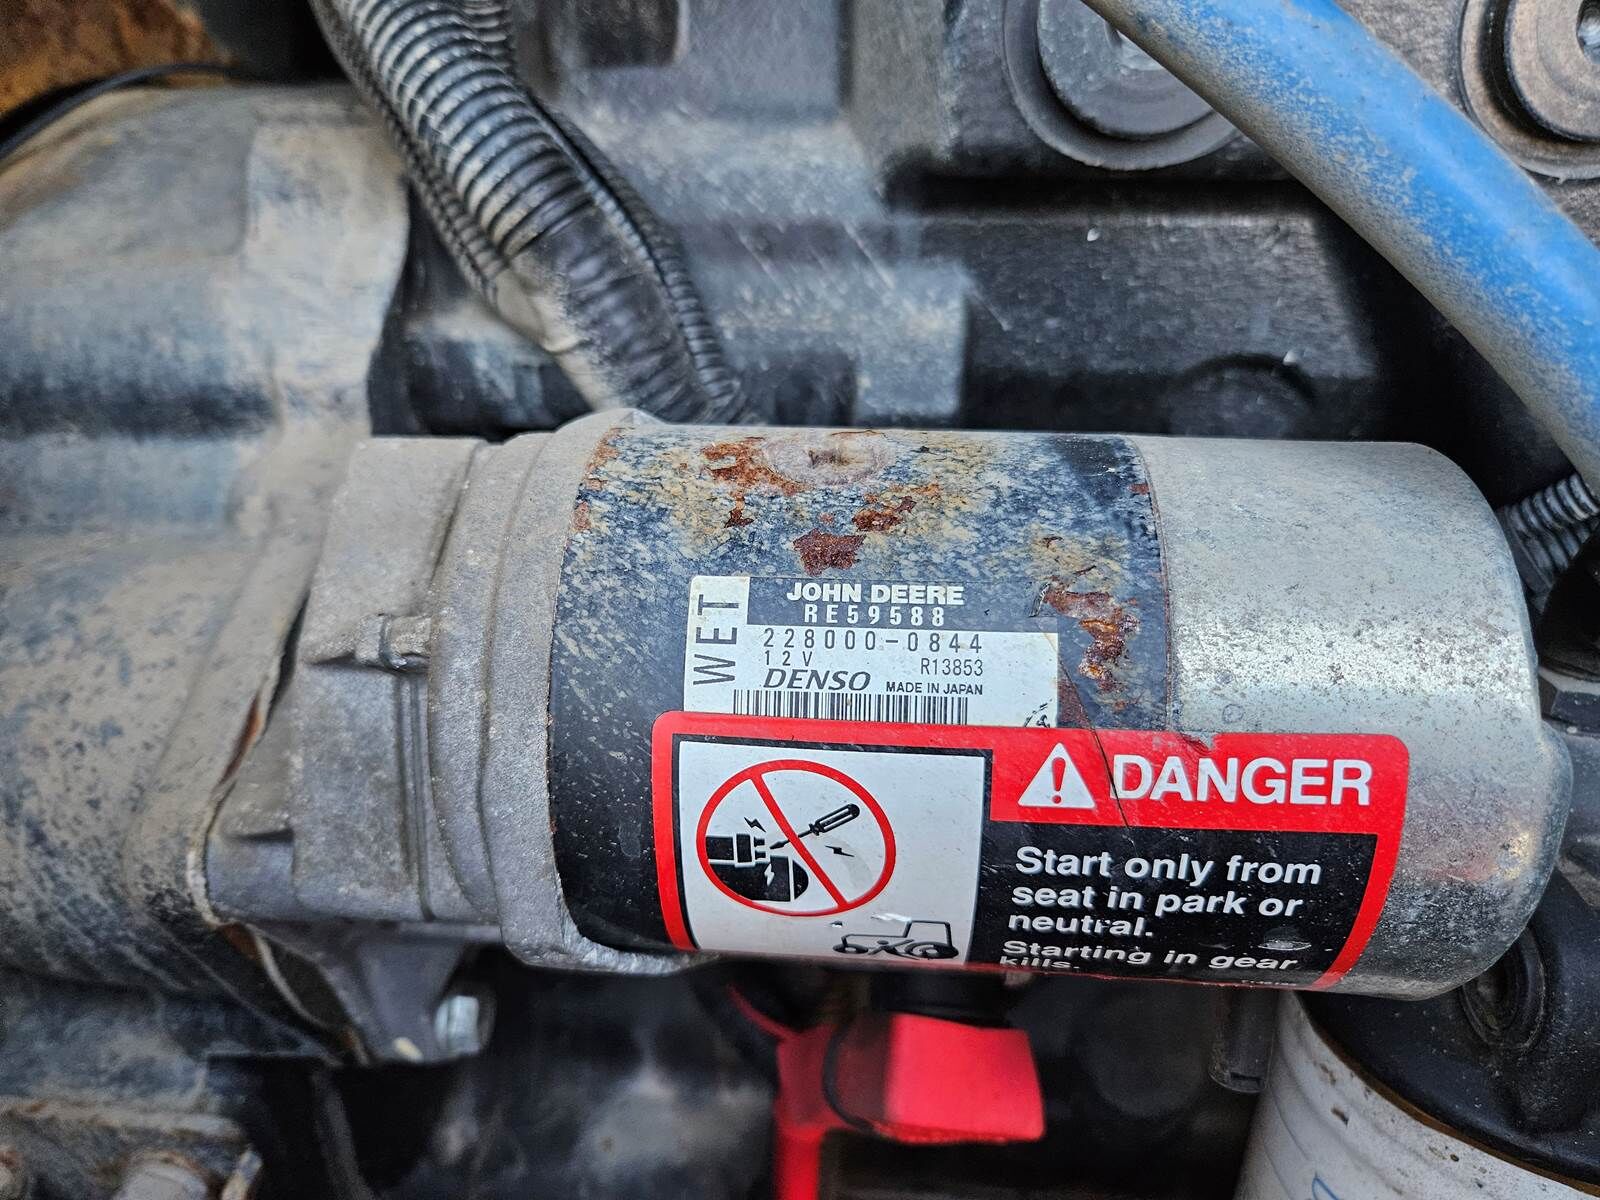 WET
JOHN DEERE
RE59588
228000-0844
12V R13853
DENSO MADE IN JAPAN
DANGER
Start only from
seat in park or
neutral.
Starting in gear
kills.